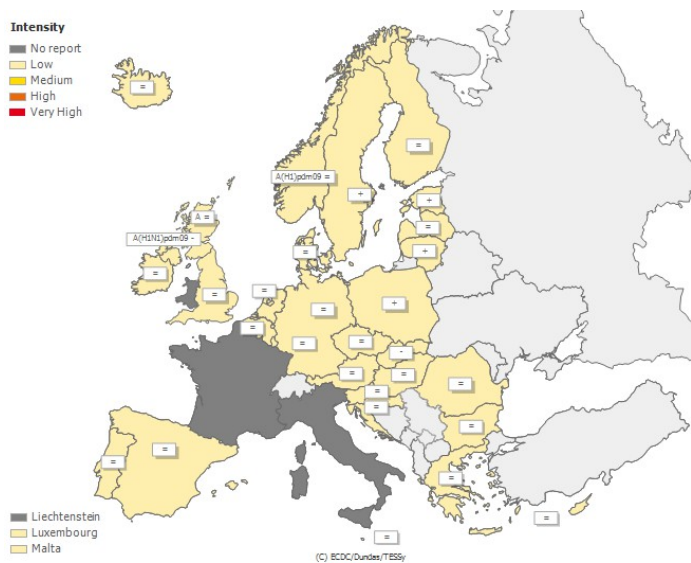 Intensity
No report
Low
Medium
High
Very High
=
A(H1)pdm09 =
=
+
+
A =
=
A(H1N1)pdm09 -
+
=
=
=
=
=
+
=
=
=
-
=
=
=
=
=
=
=
=
=
=
Liechtenstein
Luxembourg
Malta
=
(C) ECDC/Dundas/TESSy